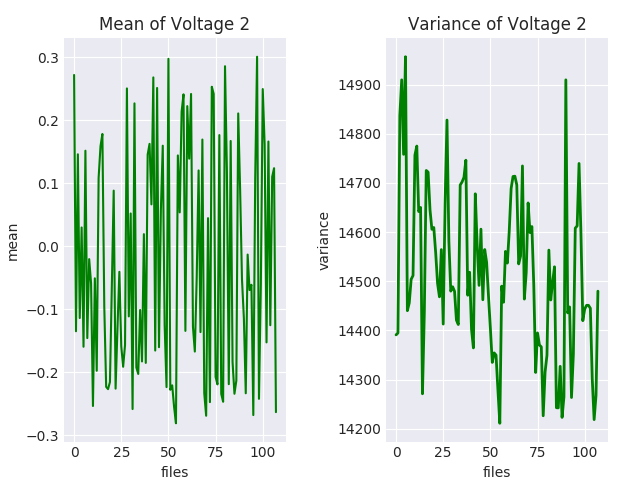 Mean of Voltage 2
0.3
0.2
0.1
0.0
−0.1
−0.2
−0.3
mean
0 25 50 75 100
files
Variance of Voltage 2
14900
14800
14700
14600
14500
14400
14300
14200
variance
0 25 50 75 100
files